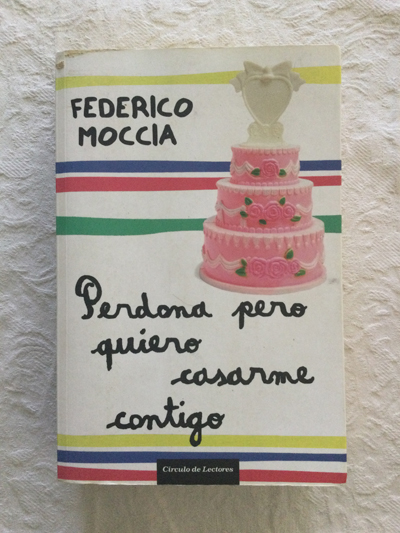 FEDERICO
MOCCIA
Perdona pero
quiero
casarme
contigo
Círculo de Lectores